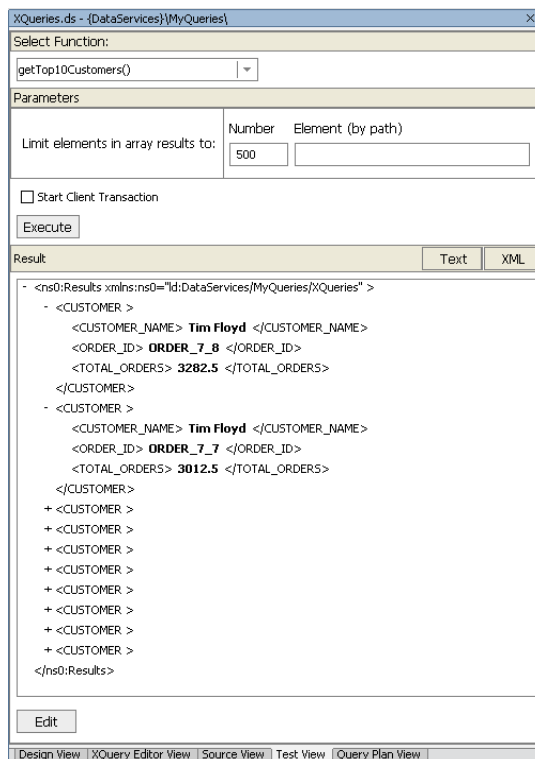 XQueries.ds - {DataServices}\MyQueries\
Select Function:
getTop10Customers()
Parameters
Limit elements in array results to:
Number Element (by path)
500
Start Client Transaction
Execute
Result Text XML
- <ns0:Results xmlns:ns0="ld:DataServices/MyQueries/XQueries" >
- <CUSTOMER >
<CUSTOMER_NAME> Tim Floyd </CUSTOMER_NAME>
<ORDER_ID> ORDER_7_8 </ORDER_ID>
<TOTAL_ORDERS> 3282.5 </TOTAL_ORDERS>
</CUSTOMER>
- <CUSTOMER >
<CUSTOMER_NAME> Tim Floyd </CUSTOMER_NAME>
<ORDER_ID> ORDER_7_7 </ORDER_ID>
<TOTAL_ORDERS> 3012.5 </TOTAL_ORDERS>
</CUSTOMER>
+ <CUSTOMER >
+ <CUSTOMER >
+ <CUSTOMER >
+ <CUSTOMER >
+ <CUSTOMER >
+ <CUSTOMER >
+ <CUSTOMER >
+ <CUSTOMER >
</ns0:Results>
Edit
Design View XQuery Editor View Source View Test View Query Plan View